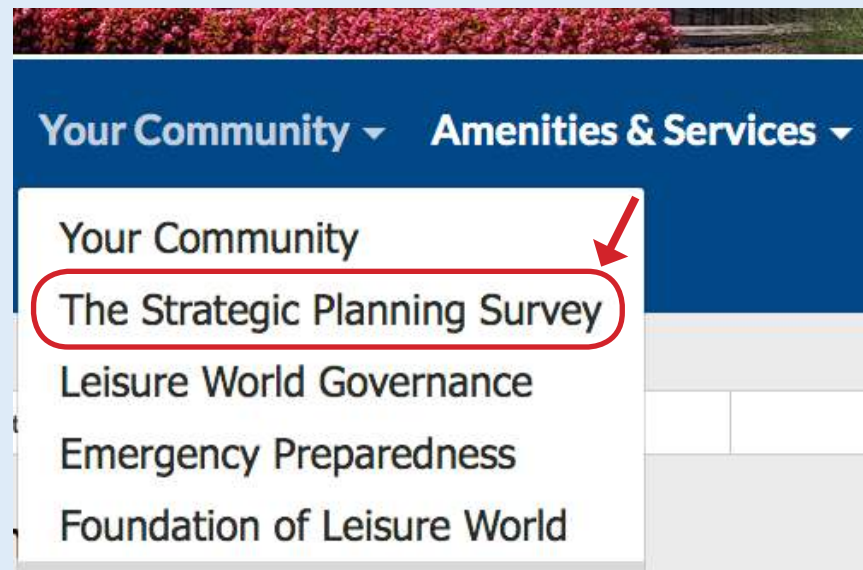 Your Community Amenities & Services
Your Community
The Strategic Planning Survey
Leisure World Governance
Emergency Preparedness
Foundation of Leisure World